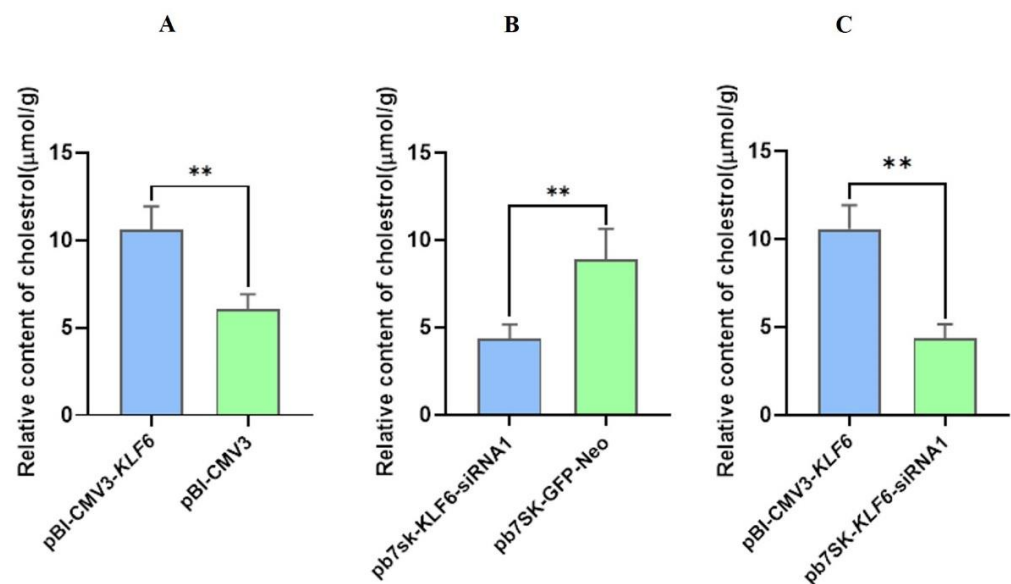 A
B
C
Relative content of cholestrol(μmol/g)
15
10
5
0
**
pBI-CMV3-KLF6
pBI-CMV3
Relative content of cholestrol(μmol/g)
15
10
5
0
**
pb7sk-KLF6-siRNA1
pb7SK-GFP-Neo
Relative content of cholestrol(μmol/g)
15
10
5
0
**
pBI-CMV3-KLF6
pb7SK-KLF6-siRNA1